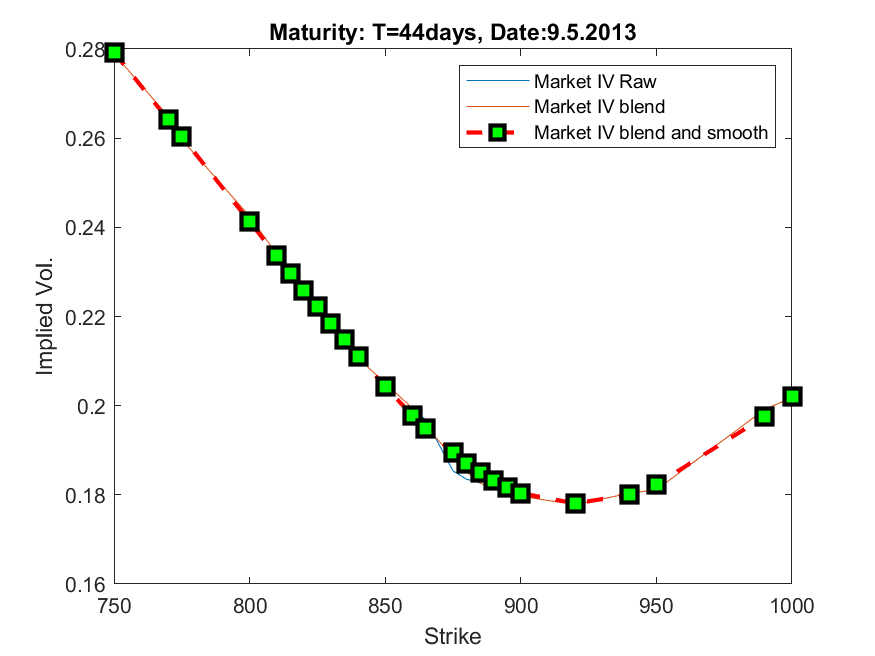 Maturity: T=44days, Date:9.5.2013
Market IV Raw
Market IV blend
Market IV blend and smooth
Implied Vol.
0.28
0.26
0.24
0.22
0.2
0.18
0.16
750
800
850
900
950
1000
Strike